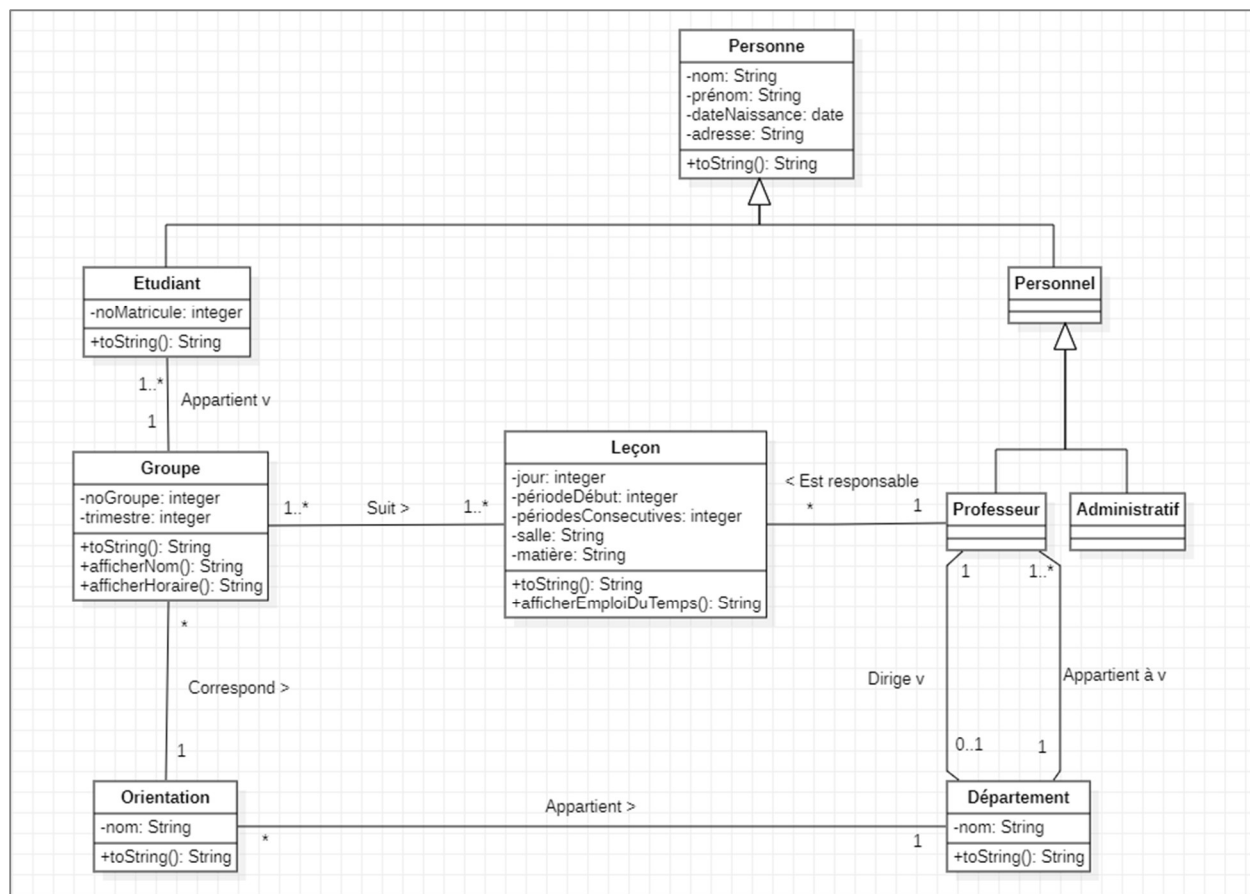 Personne
-nom: String
-prénom: String
-dateNaissance: date
-adresse: String
+toString(): String
Etudiant
-noMatricule: integer
+toString(): String
Personnel
1..*
Appartient v
1
Groupe
-noGroupe: integer
-trimestre: integer
+toString(): String
+afficherNom(): String
+afficherHoraire(): String
1..*
Suit >
1..*
Leçon
-jour: integer
-périodeDébut: integer
-périodesConsecutives: integer
-salle: String
-matière: String
+toString(): String
+afficherEmploiDuTemps(): String
< Est responsable
*
1
Professeur
Administratif
1
1..*
*
Correspond >
1
Dirige v
Appartient à v
0..1
1
Orientation
-nom: String
+toString(): String
Appartient >
*
1
Département
-nom: String
+toString(): String